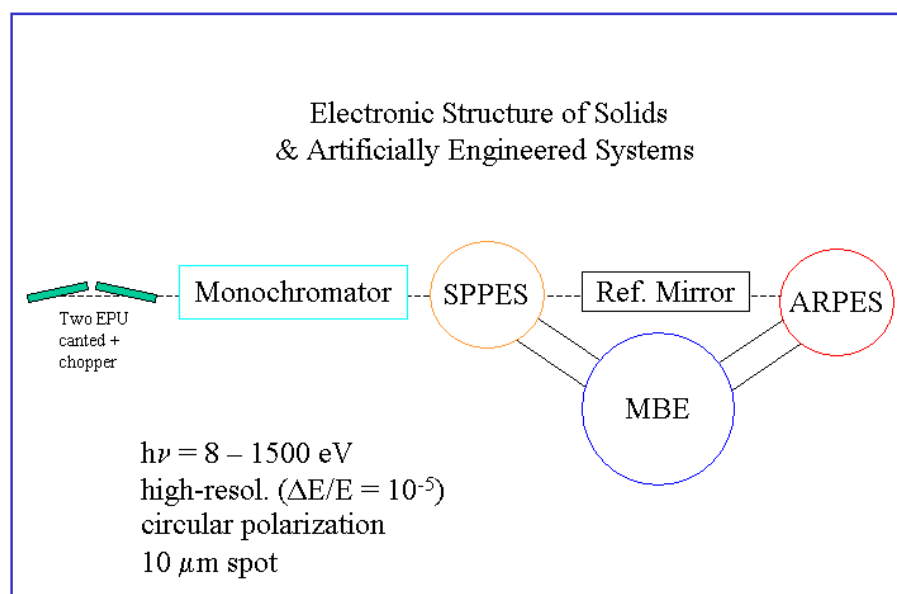 Electronic Structure of Solids
& Artificially Engineered Systems
Monochromator
SPPES
Ref. Mirror
ARPES
Two EPU
canted +
chopper
MBE
hν = 8 – 1500 eV
high-resol. (ΔE/E = 10⁻⁵)
circular polarization
10 μm spot